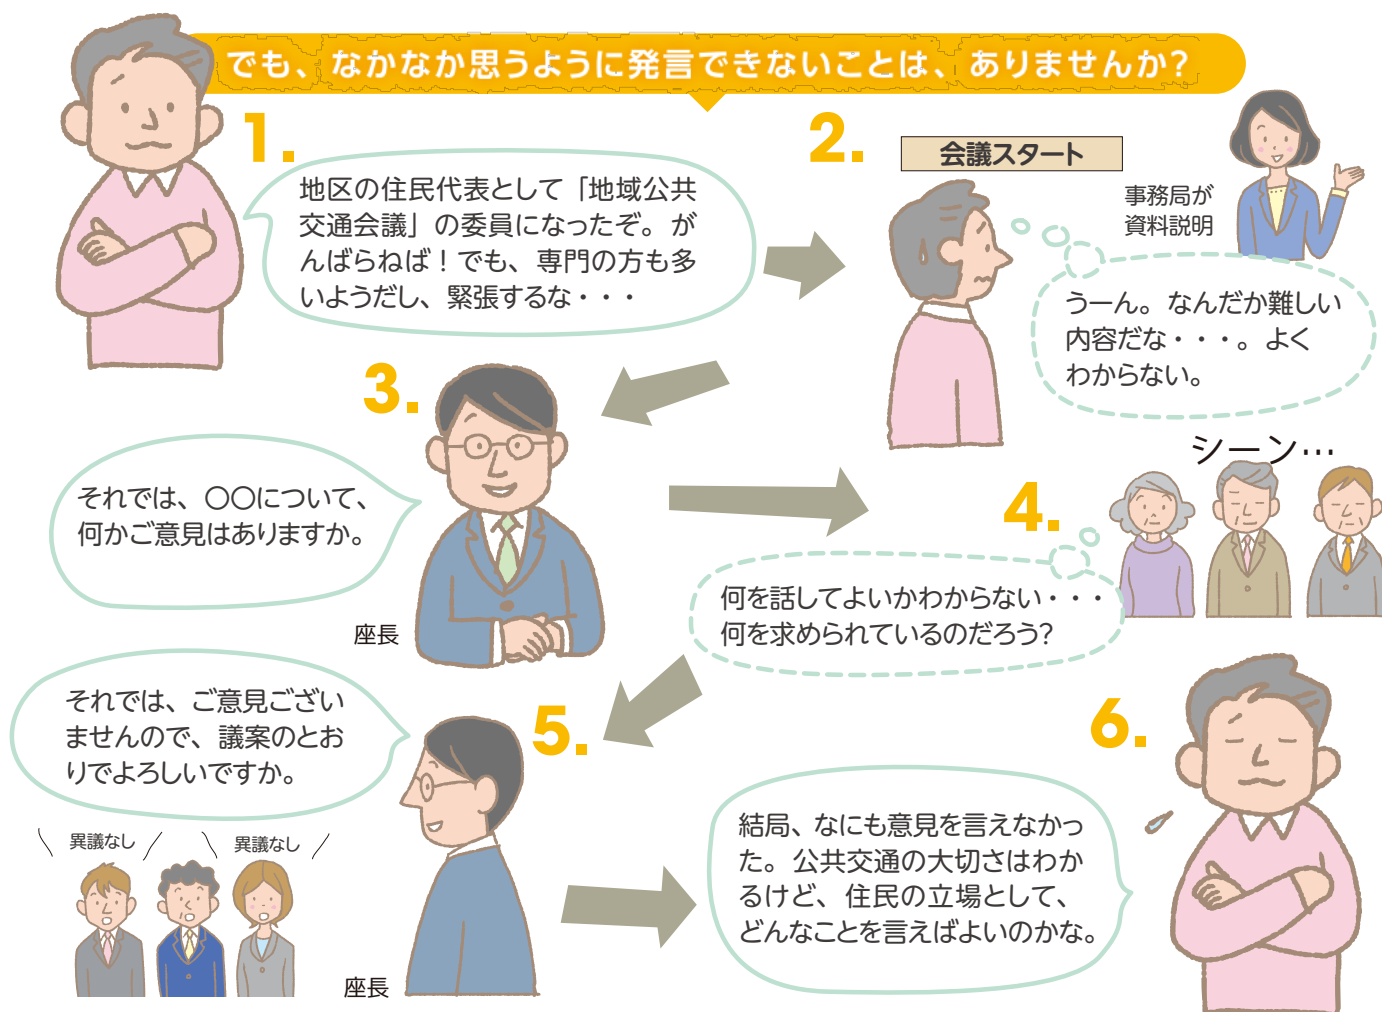 でも、なかなか思うように発言できないことは、ありませんか?
1.
地区の住民代表として「地域公共
交通会議」の委員になったぞ。が
んばらねば!でも、専門の方も多
いようだし、緊張するな・・・
2.
会議スタート
事務局が
資料説明
うーん。なんだか難しい
内容だな・・・。よく
わからない。
3.
それでは、〇〇について、
何かご意見はありますか。
座長
シーン…
4.
何を話してよいかわからない・・・
何を求められているのだろう?
5.
それでは、ご意見ござい
ませんので、議案のとお
りでよろしいですか。
異議なし
異議なし
座長
6.
結局、なにも意見を言えなかっ
た。公共交通の大切さはわか
るけど、住民の立場として、
どんなことを言えばよいのかな。